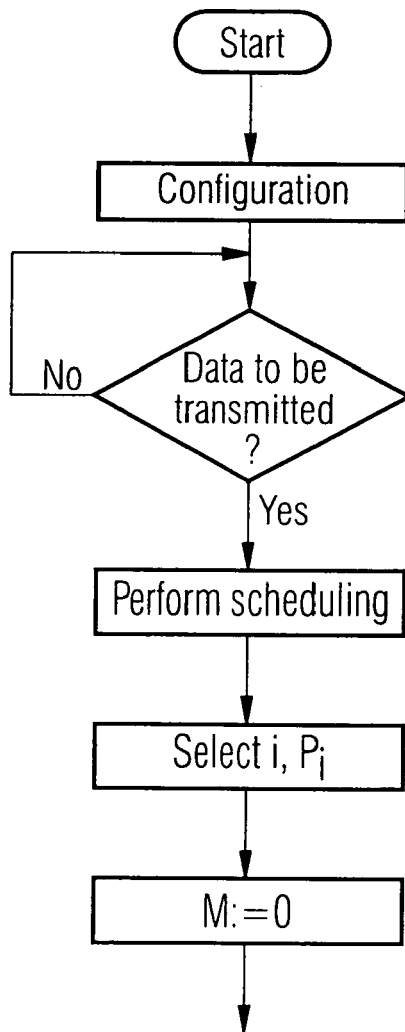 Start
Configuration
Data to be
transmitted
?
No
Yes
Perform scheduling
Select i, Pi
M:=0